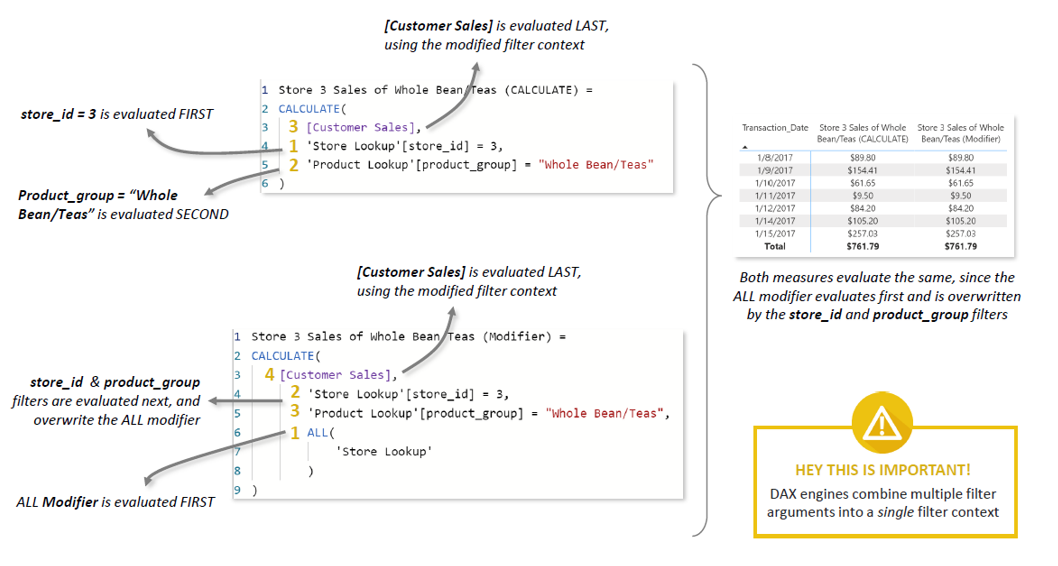 [Customer Sales] is evaluated LAST,
using the modified filter context
store_id = 3 is evaluated FIRST
Product_group = “Whole
Bean/Teas” is evaluated SECOND
1 Store 3 Sales of Whole Bean/Teas (CALCULATE) =
2 CALCULATE(
3 3 [Customer Sales],
4 1 'Store Lookup'[store_id] = 3,
5 2 'Product Lookup'[product_group] = "Whole Bean/Teas"
6 )
[Customer Sales] is evaluated LAST,
using the modified filter context
store_id & product_group
filters are evaluated next, and
overwrite the ALL modifier
ALL Modifier is evaluated FIRST
1 Store 3 Sales of Whole Bean Teas (Modifier) =
2 CALCULATE(
3 4 [Customer Sales],
4 2 'Store Lookup'[store_id] = 3,
5 3 'Product Lookup'[product_group] = "Whole Bean/Teas",
6 1 ALL(
7 'Store Lookup'
8 )
9 )
Transaction_Date Store 3 Sales of Whole Store 3 Sales of Whole
Bean/Teas (CALCULATE) Bean/Teas (Modifier)
1/8/2017 $89.80 $89.80
1/9/2017 $154.41 $154.41
1/10/2017 $61.65 $61.65
1/11/2017 $9.50 $9.50
1/12/2017 $84.20 $84.20
1/14/2017 $105.20 $105.20
1/15/2017 $257.03 $257.03
Total $761.79 $761.79
Both measures evaluate the same, since the
ALL modifier evaluates first and is overwritten
by the store_id and product_group filters
HEY THIS IS IMPORTANT!
DAX engines combine multiple filter
arguments into a single filter context